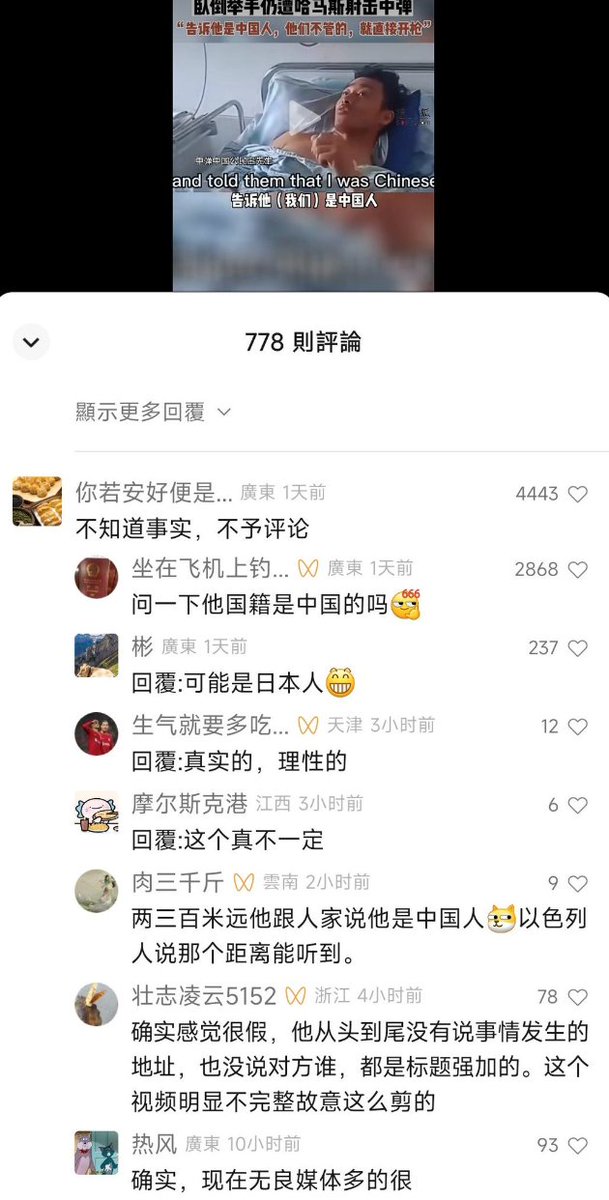 卧倒举手仍遭哈马斯射击中弹
“告诉他是中国人，他们不管的，就直接开枪”
and told them that I was Chinese
告诉他（我们）是中国人
778 則評論
顯示更多回覆
你若安好便是... 廣東 1天前 4443
不知道事实，不予评论
坐在飞机上钓... 廣東 1天前 2868
问一下他国籍是中国的吗
666
彬 廣東 1天前 237
回覆:可能是日本人
生气就要多吃... 天津 3小时前 12
回覆:真实的，理性的
摩尔斯克港 江西 3小时前 6
回覆:这个真不一定
肉三千斤 雲南 2小时前 9
两三百米远他跟人家说他是中国人以色列
人说那个距离能听到。
壮志凌云5152 浙江 4小时前 78
确实感觉很假，他从头到尾没有说事情发生的
地址，也没说对方谁，都是标题强加的。这个
视频明显不完整故意这么剪的
热风 廣東 10小时前 93
确实，现在无良媒体多的很